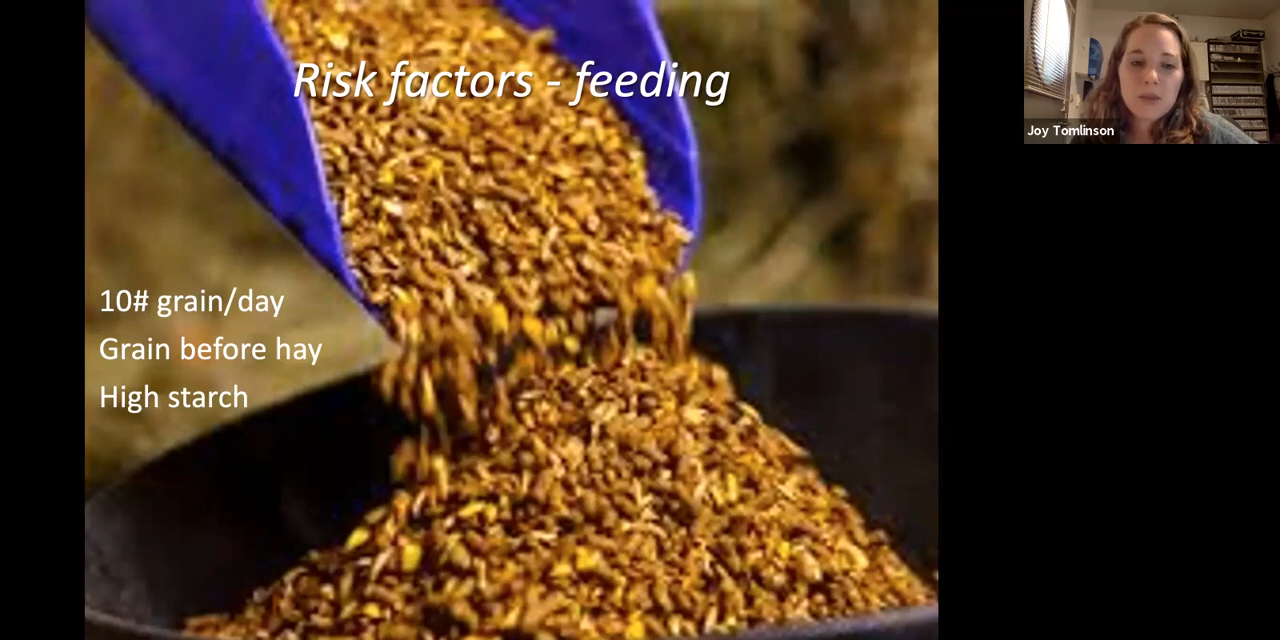 Risk factors - feeding
10# grain/day
Grain before hay
High starch
Joy Tomlinson